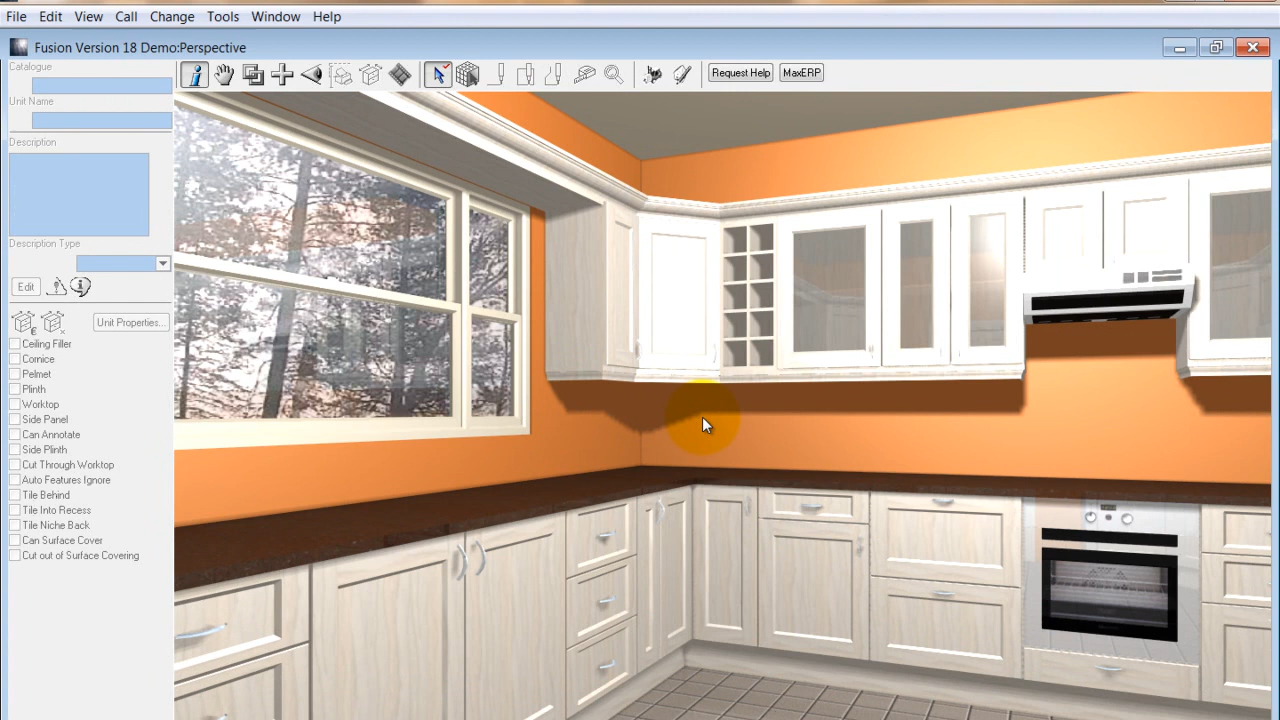 File Edit View Call Change Tools Window Help
Fusion Version 18 Demo:Perspective
Catalogue
Request Help MaxERP
Unit Name
Description
Description Type
Edit
Unit Properties...
Ceiling Filler
Cornice
Pelmet
Plinth
Worktop
Side Panel
Can Annotate
Side Plinth
Cut Through Worktop
Auto Features Ignore
Tile Behind
Tile Into Recess
Tile Niche Back
Can Surface Cover
Cut out of Surface Covering